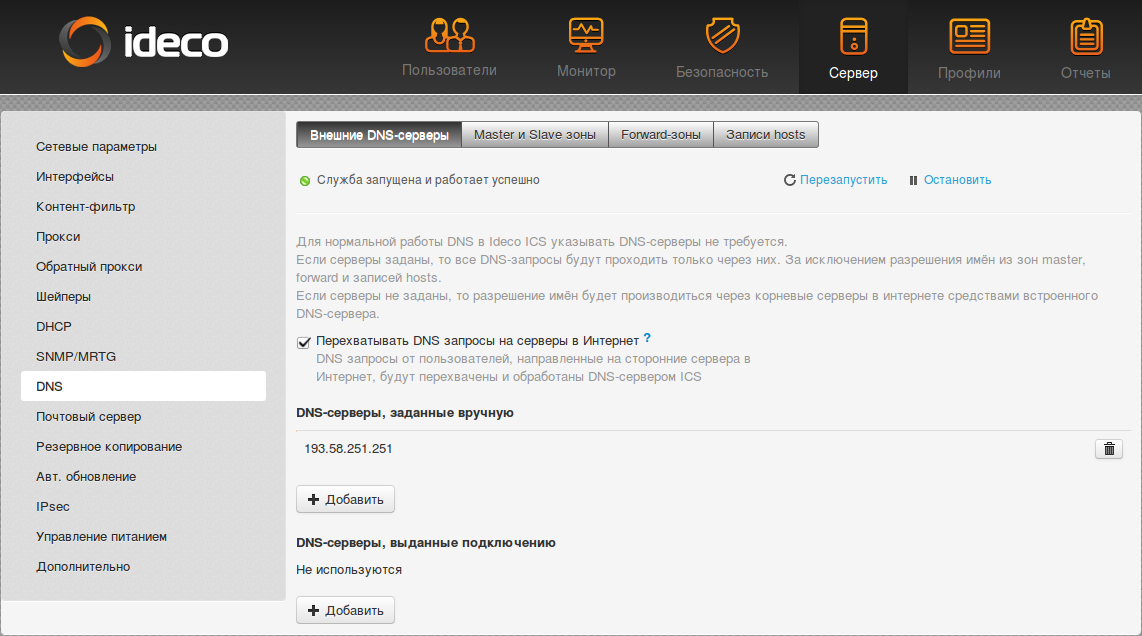 ideco
Пользователи
Монитор
Безопасность
Сервер
Профили
Отчеты
Сетевые параметры
Интерфейсы
Контент-фильтр
Прокси
Обратный прокси
Шейперы
DHCP
SNMP/MRTG
DNS
Почтовый сервер
Резервное копирование
Авт. обновление
IPsec
Управление питанием
Дополнительно
Внешние DNS-серверы
Master и Slave зоны
Forward-зоны
Записи hosts
Служба запущена и работает успешно
Перезапустить
Остановить
Для нормальной работы DNS в Ideco ICS указывать DNS-серверы не требуется.
Если серверы заданы, то все DNS-запросы будут проходить только через них. За исключением разрешения имён из зон master,
forward и записей hosts.
Если серверы не заданы, то разрешение имён будет производиться через корневые серверы в интернете средствами встроенного
DNS-сервера.
Перехватывать DNS запросы на серверы в Интернет ?
DNS запросы от пользователей, направленные на сторонние сервера в
Интернет, будут перехвачены и обработаны DNS-сервером ICS
DNS-серверы, заданные вручную
193.58.251.251
Добавить
DNS-серверы, выданные подключению
Не используются
Добавить